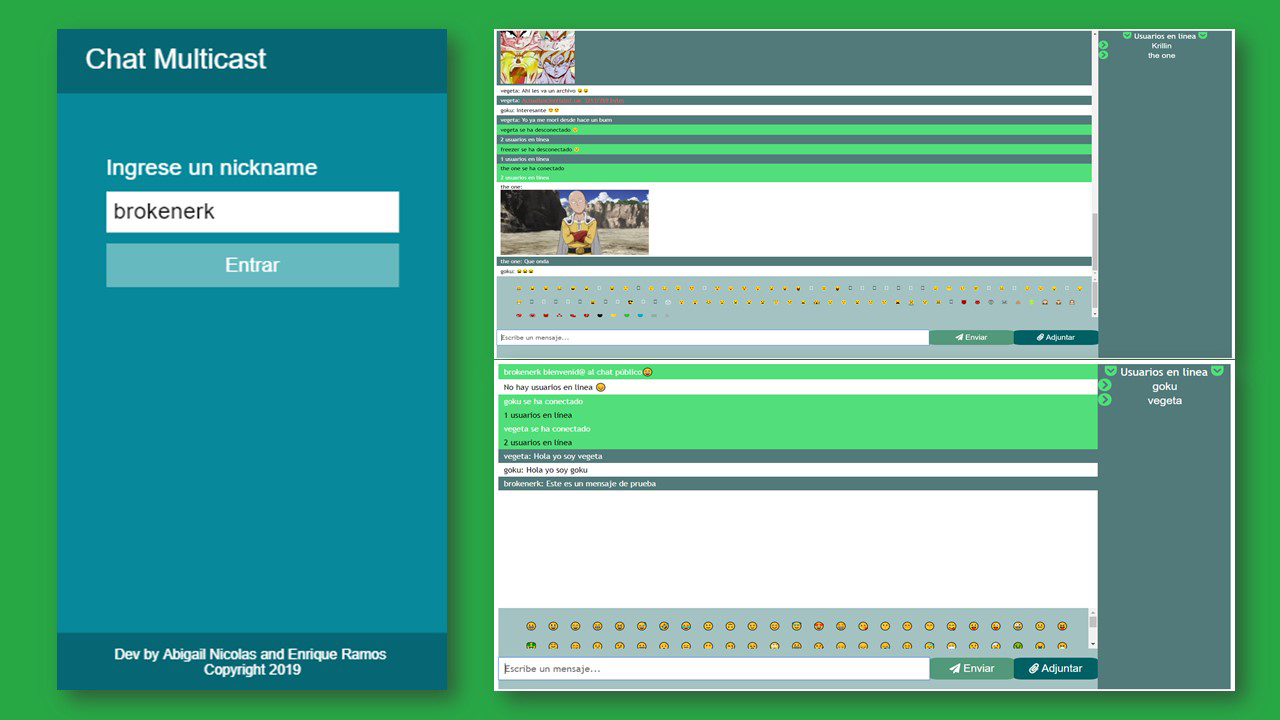 Chat Multicast
Ingrese un nickname
brokenerk
Entrar
Dev by Abigail Nicolas and Enrique Ramos
Copyright 2019
vegeta: Ahi les va un archivo
vegeta:
goku: Interesante
vegeta: Yo ya me mori desde hace un buen
vegeta se ha desconectado
2 usuarios en línea
freezer se ha desconectado
1 usuarios en línea
the one se ha conectado
2 usuarios en línea
the one:
the one: Que onda
goku:
Escribe un mensaje...
Enviar
Adjuntar
Usuarios en linea
Krillin
the one
brokenerk bienvenid@ al chat público
No hay usuarios en linea
goku se ha conectado
1 usuarios en línea
vegeta se ha conectado
2 usuarios en línea
vegeta: Hola yo soy vegeta
goku: Hola yo soy goku
brokenerk: Este es un mensaje de prueba
Escribe un mensaje...
Enviar
Adjuntar
Usuarios en linea
goku
vegeta